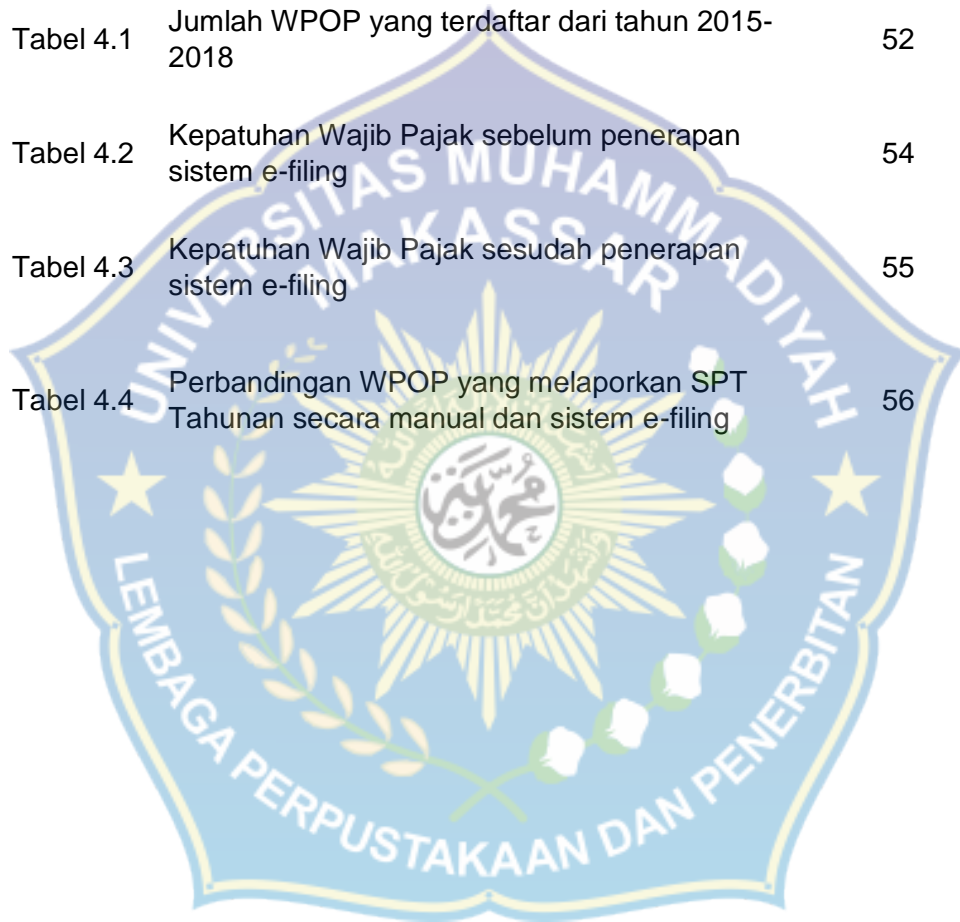 Tabel 4.1 Jumlah WPOP yang terdaftar dari tahun 2015- 52
2018
Tabel 4.2 Kepatuhan Wajib Pajak sebelum penerapan 54
sistem e-filing
Tabel 4.3 Kepatuhan Wajib Pajak sesudah penerapan 55
sistem e-filing
Tabel 4.4 Perbandingan WPOP yang melaporkan SPT 56
Tahunan secara manual dan sistem e-filing
UNIVERSITAS MUHAMMADIYAH
MAKASSAR
LEMBAGA PERPUSTAKAAN DAN PENERBITAN